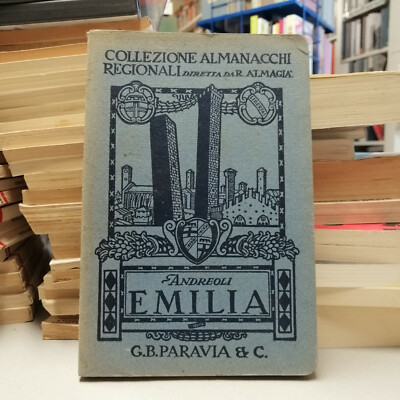 COLLEZIONE ALMANACCHI
REGIONALI DIRETTA DA R. ALMAGIÀ
ANDREOLI
EMILIA
G.B. PARAVIA & C.